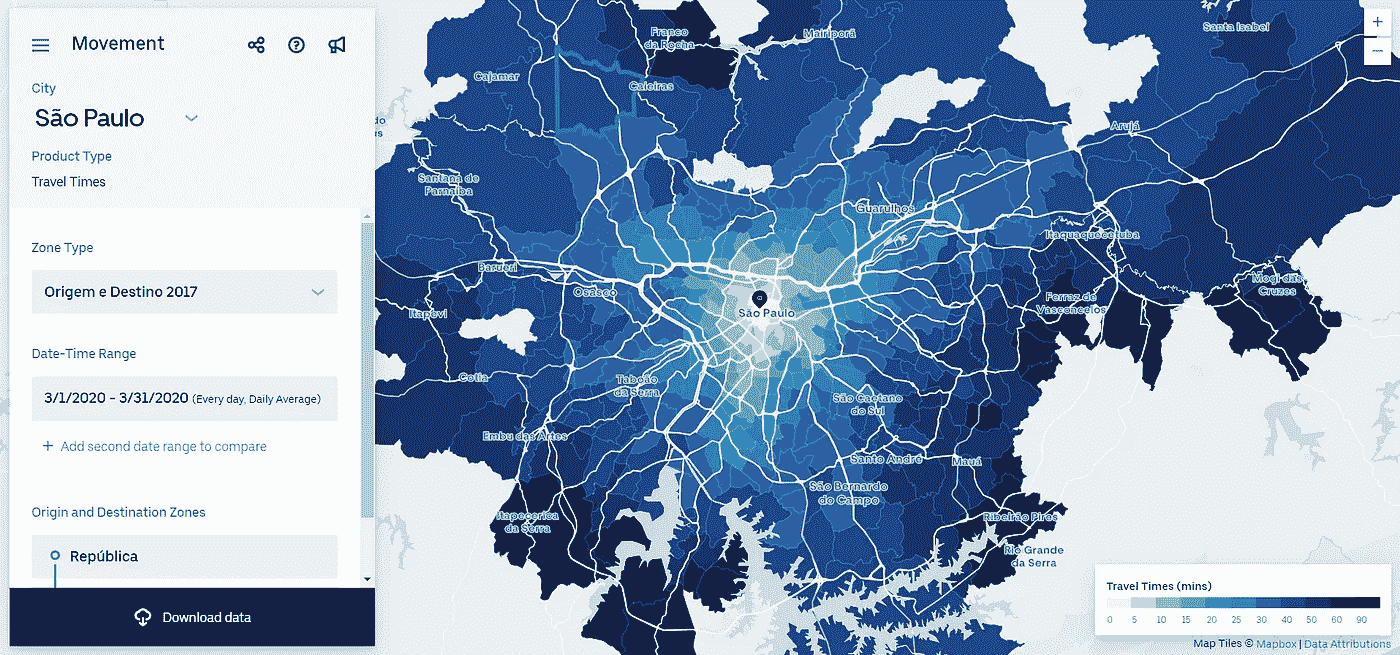 Movement
City
São Paulo
Product Type
Travel Times
Zone Type
Origem e Destino 2017
Date-Time Range
3/1/2020 - 3/31/2020 (Every day, Daily Average)
+ Add second date range to compare
Origin and Destination Zones
República
Download data
Franco
da Rocha
Mairiporã
Santa Isabel
Cajamar
Caieiras
do
us
Arujá
Santana de
Parnaíba
Guarulhos
Itaquaquecetuba
Barueri
Osasco
Mogi das
Cruzes
Ferraz de
Vasconcelos
São Paulo
Itapevi
Cotia
Taboão
da Serra
São Caetano
do Sul
Embu das Artes
Santo André
Mauá
São Bernardo
do Campo
Itapecerica
da Serra
Ribeirão Pires
Rio Grande
da Serra
+
−
Travel Times (mins)
0 5 10 15 20 25 30 40 50 60 90
Map Tiles © Mapbox | Data Attributions